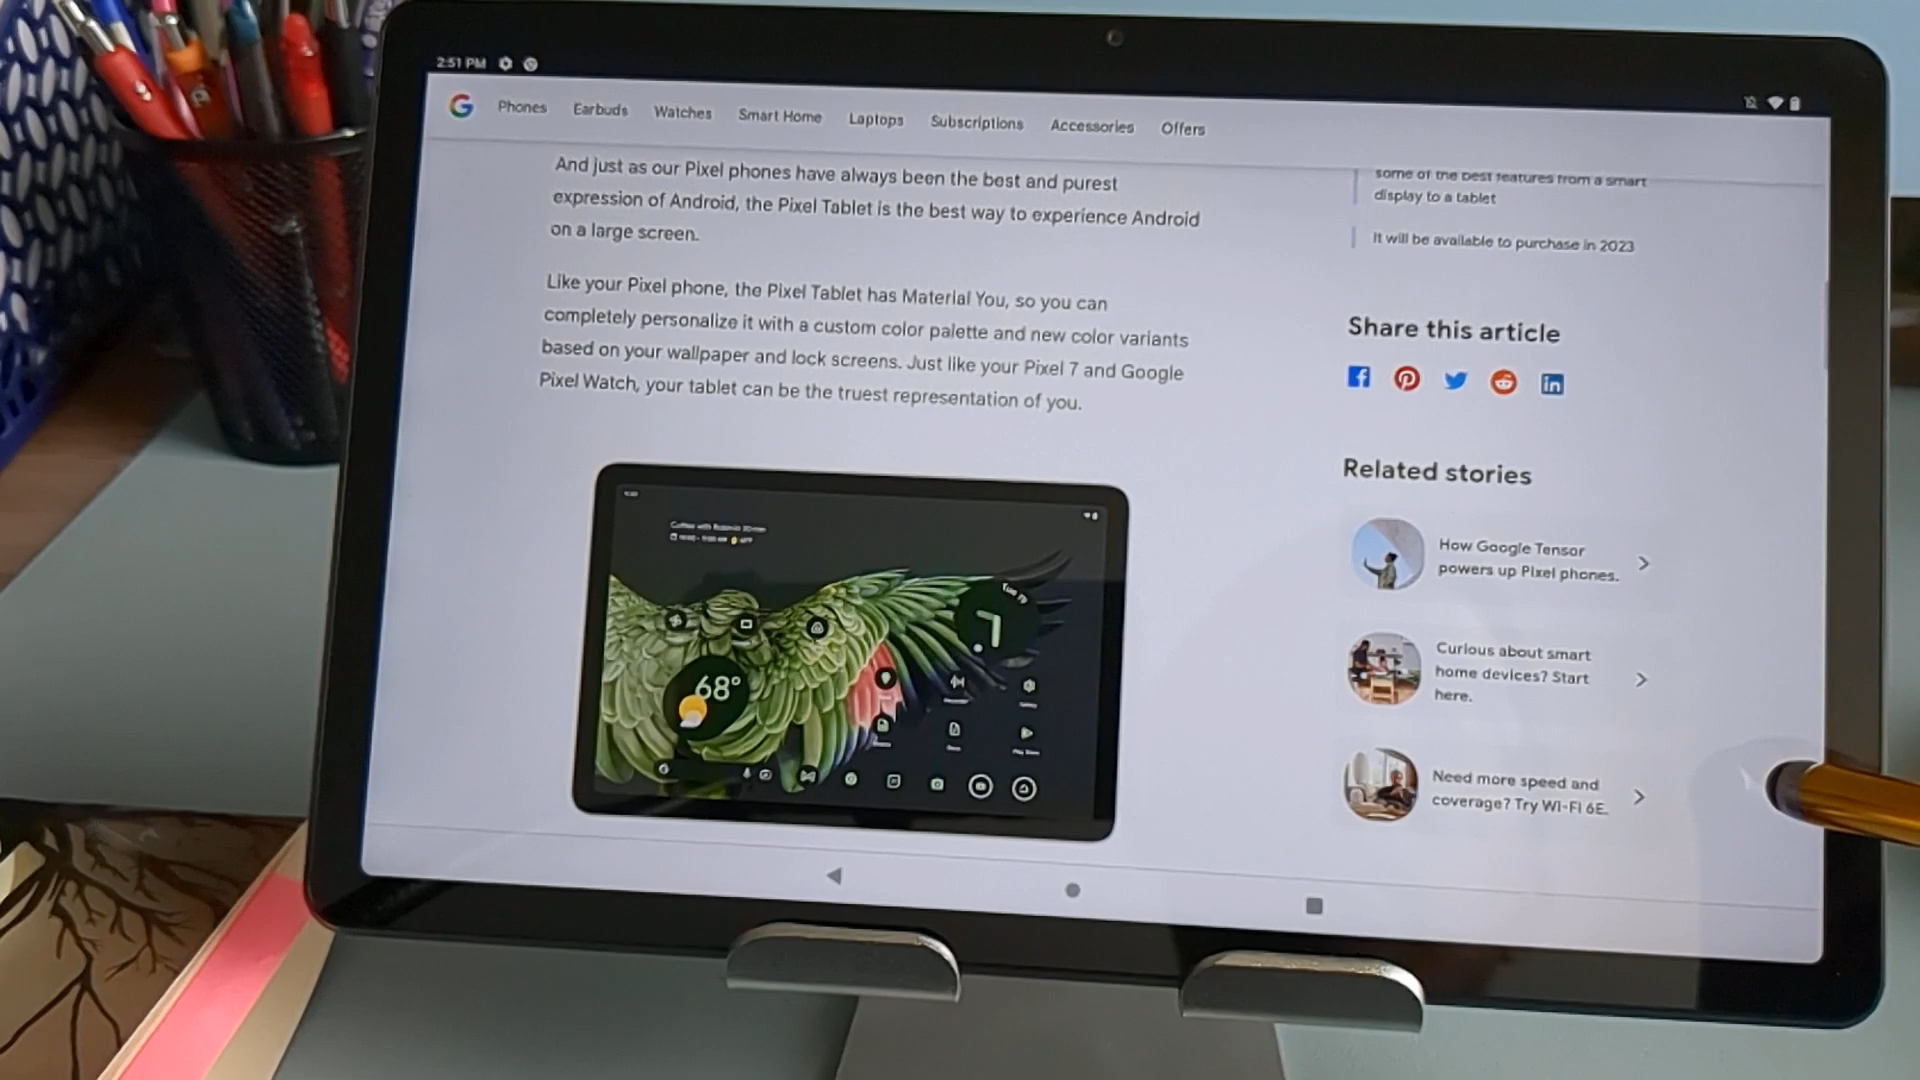 2:51 PM
Phones Earbuds Watches Smart Home Laptops Subscriptions Accessories Offers
And just as our Pixel phones have always been the best and purest
expression of Android, the Pixel Tablet is the best way to experience Android
on a large screen.
Like your Pixel phone, the Pixel Tablet has Material You, so you can
completely personalize it with a custom color palette and new color variants
based on your wallpaper and lock screens. Just like your Pixel 7 and Google
Pixel Watch, your tablet can be the truest representation of you.
68°
some of the best features from a smart
display to a tablet
It will be available to purchase in 2023
Share this article
Related stories
How Google Tensor
powers up Pixel phones.
Curious about smart
home devices? Start
here.
Need more speed and
coverage? Try Wi-Fi 6E.